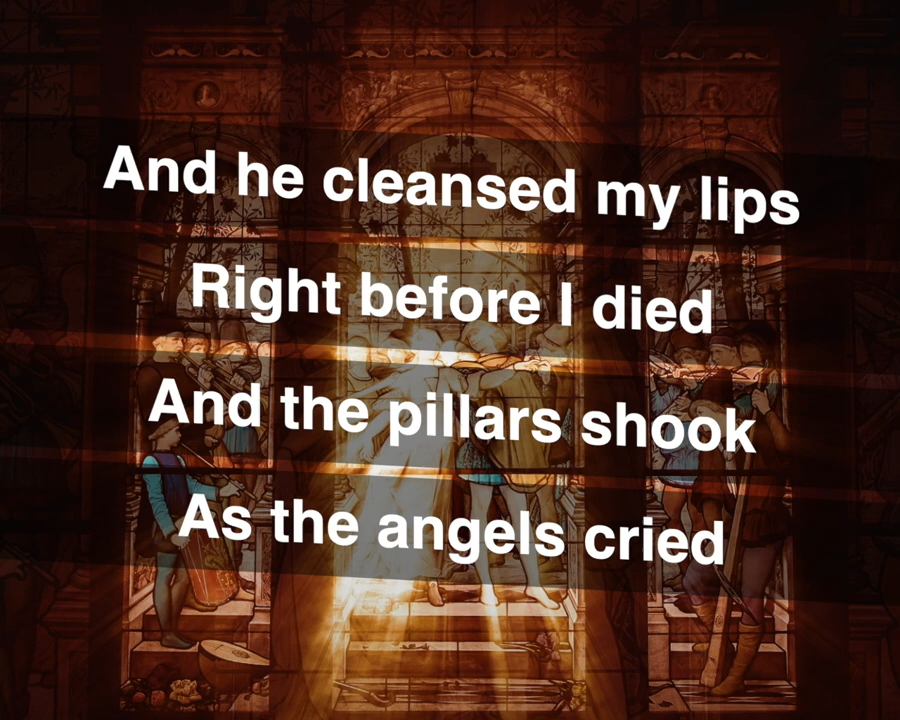 And he cleansed my lips
Right before I died
And the pillars shook
As the angels cried